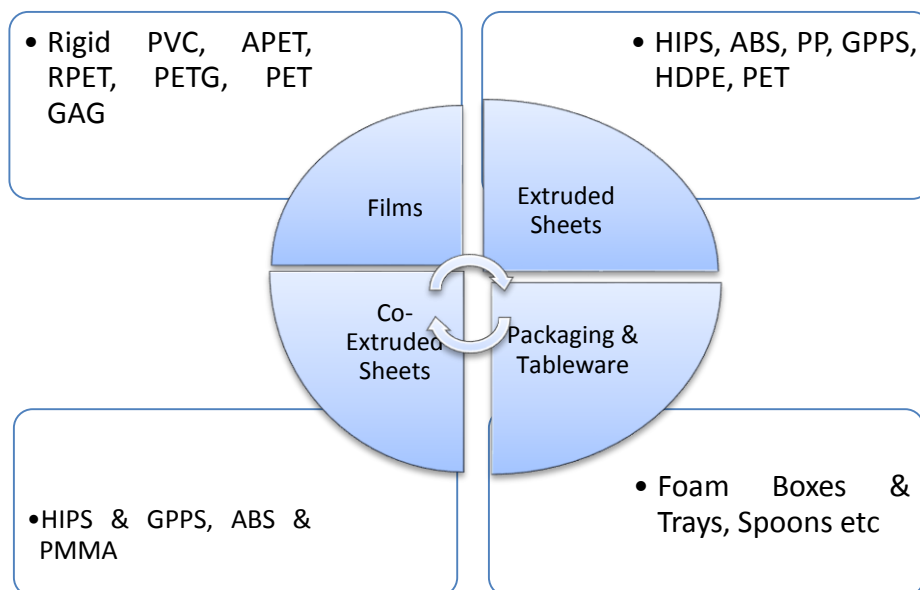 • Rigid PVC, APET,
RPET, PETG, PET
GAG
• HIPS, ABS, PP, GPPS,
HDPE, PET
Films
Extruded
Sheets
Co-
Extruded
Sheets
Packaging &
Tableware
•HIPS & GPPS, ABS &
PMMA
• Foam Boxes &
Trays, Spoons etc